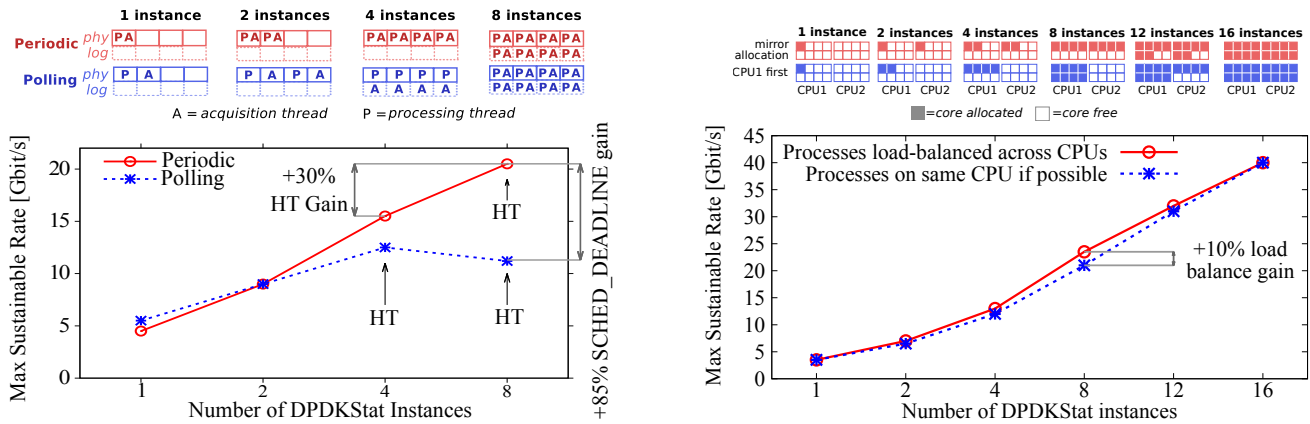 1 instance 2 instance 4 instance 8 instance
Periodic phy PA PA PA PA PA PA PA PA PA PA PA
log PA PA PA PA
Polling phy P A P A P A P P P P PA PA PA PA
log A A A A PA PA PA PA
A = acquisition thread P = processing thread
Max Sustainable Rate [Gbit/s]
20
15
10
5
0
Periodic
Polling
+30%
HT Gain
HT
HT
HT
+85% SCHED_DEADLINE gain
1 2 4 8
Number of DPDKStat Instances
1 instance 2 instances 4 instances 8 instances 12 instances 16 instances
mirror
allocation
CPU1 first
CPU1 CPU2 CPU1 CPU2 CPU1 CPU2 CPU1 CPU2 CPU1 CPU2 CPU1 CPU2
=core allocated =core free
Max Sustainable Rate [Gbit/s]
45
40
35
30
25
20
15
10
5
0
Processes load-balanced across CPUs
Processes on same CPU if possible
+10% load
balance gain
1 2 4 8 12 16
Number of DPDKStat instances